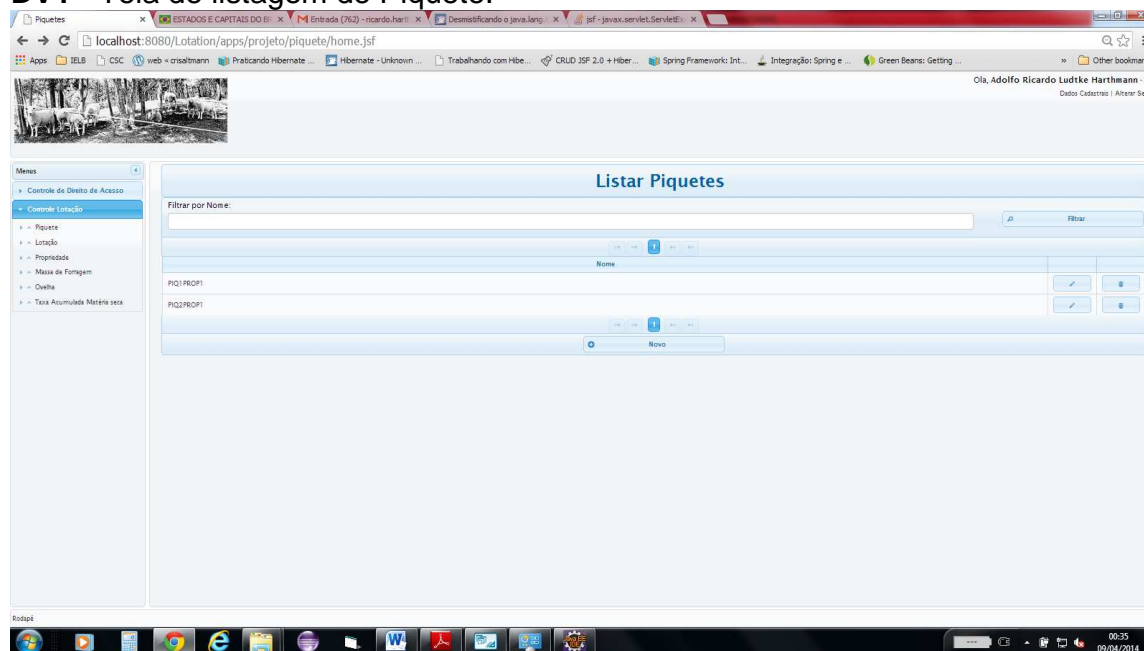 Piquetes
ESTADOS E CAPITAIS DO BR
Entrada (762) - ricardo.hart
Desmistificando o java.lang.
jsf - javax.servlet.ServletEx
localhost:8080/Lotation/apps/projeto/piquete/home.jsf
Apps
IELB
CSC
web « crisaltmann
Praticando Hibernate ...
Hibernate - Unknown ...
Trabalhando com Hibe...
CRUD JSF 2.0 + Hiber...
Spring Framework: Int...
Integração: Spring e ...
Green Beans: Getting ...
»
Other bookmar
Ola, Adolfo Ricardo Ludtke Harthmann -
Dados Cadastrais | Alterar Se
Menus
Controle de Direito de Acesso
Controle Lotação
Piquete
Lotação
Propriedade
Massa de Forragem
Ovelha
Taxa Acumulada Matéria seca
Listar Piquetes
Filtrar por Nome:
Filtrar
1
Nome
PIQ1PROP1
PIQ2PROP1
1
Novo
Rodapé
00:35
09/04/2014